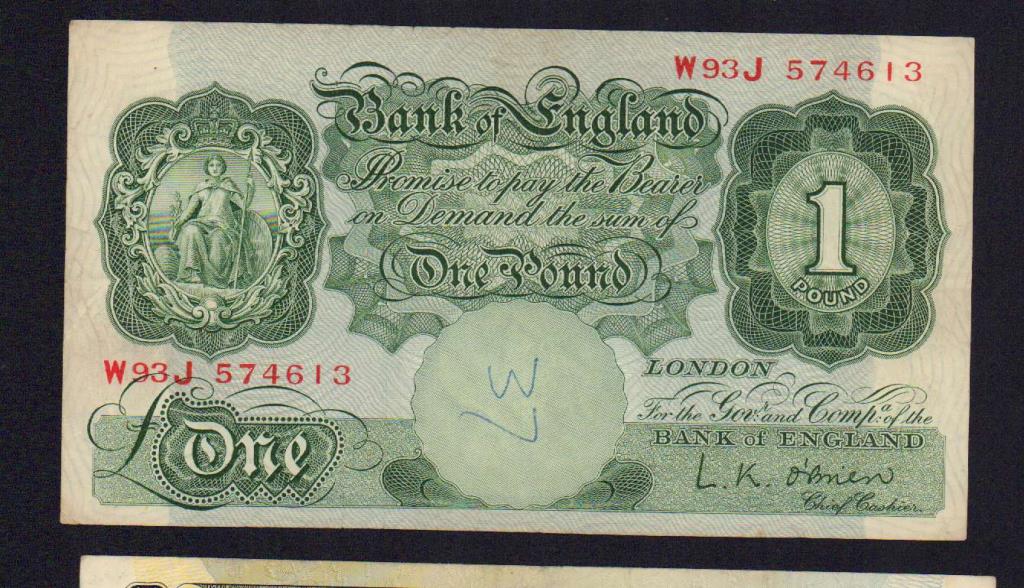 W93J 574613
Bank of England
Promise to pay the Bearer
on Demand the sum of
One Pound
1
POUND
W93J 574613
LONDON
For the Govr. and Compa. of the
BANK of ENGLAND
£ One
L. K. O'Brien
Chief Cashier.